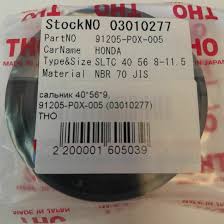 StockNO 03010277
PartNO 91205-P0X-005
CarName HONDA
Type&Size SLTC 40 56 8-11.5
Material NBR 70 JIS
сальник 40*56*9,
91205-P0X-005 (03010277)
THO
2 200001 605039